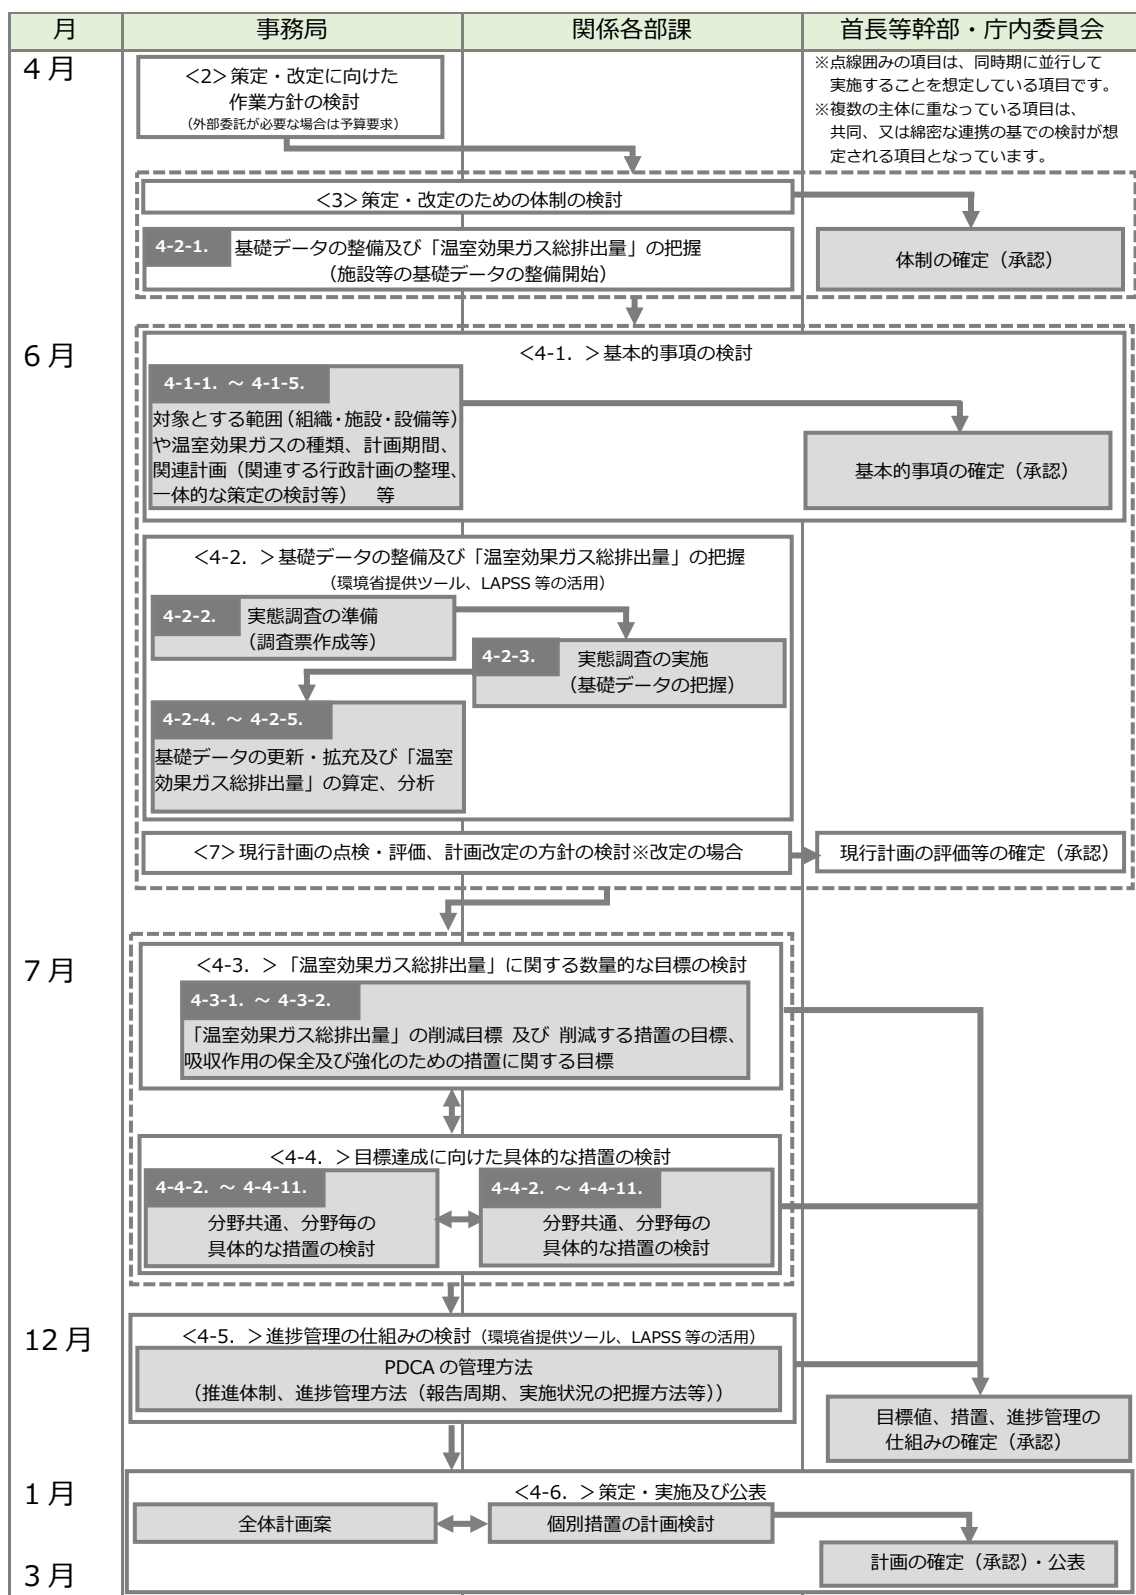 月
事務局
関係各部課
首長等幹部・庁内委員会
4月
<2>策定・改定に向けた
作業方針の検討
（外部委託が必要な場合は予算要求）
※点線囲みの項目は、同時期に並行して
実施することを想定している項目です。
※複数の主体に重なっている項目は、
共同、又は綿密な連携の基での検討が想
定される項目となっています。
<3>策定・改定のための体制の検討
4-2-1. 基礎データの整備及び「温室効果ガス総排出量」の把握
（施設等の基礎データの整備開始）
体制の確定（承認）
6月
<4-1. >基本的事項の検討
4-1-1. ～ 4-1-5.
対象とする範囲（組織・施設・設備等）
や温室効果ガスの種類、計画期間、
関連計画（関連する行政計画の整理、
一体的な策定の検討等） 等
基本的事項の確定（承認）
<4-2. >基礎データの整備及び「温室効果ガス総排出量」の把握
（環境省提供ツール、LAPSS 等の活用）
4-2-2. 実態調査の準備
（調査票作成等）
4-2-3. 実態調査の実施
（基礎データの把握）
4-2-4. ～ 4-2-5.
基礎データの更新・拡充及び「温室
効果ガス総排出量」の算定、分析
<7>現行計画の点検・評価、計画改定の方針の検討※改定の場合
現行計画の評価等の確定（承認）
7月
<4-3. >「温室効果ガス総排出量」に関する数量的な目標の検討
4-3-1. ～ 4-3-2.
「温室効果ガス総排出量」の削減目標 及び 削減する措置の目標、
吸収作用の保全及び強化のための措置に関する目標
<4-4. >目標達成に向けた具体的な措置の検討
4-4-2. ～ 4-4-11.
分野共通、分野毎の
具体的な措置の検討
4-4-2. ～ 4-4-11.
分野共通、分野毎の
具体的な措置の検討
12月
<4-5. >進捗管理の仕組みの検討（環境省提供ツール、LAPSS 等の活用）
PDCA の管理方法
（推進体制、進捗管理方法（報告周期、実施状況の把握方法等））
目標値、措置、進捗管理の
仕組みの確定（承認）
1月
<4-6. >策定・実施及び公表
全体計画案
個別措置の計画検討
計画の確定（承認）・公表
3月